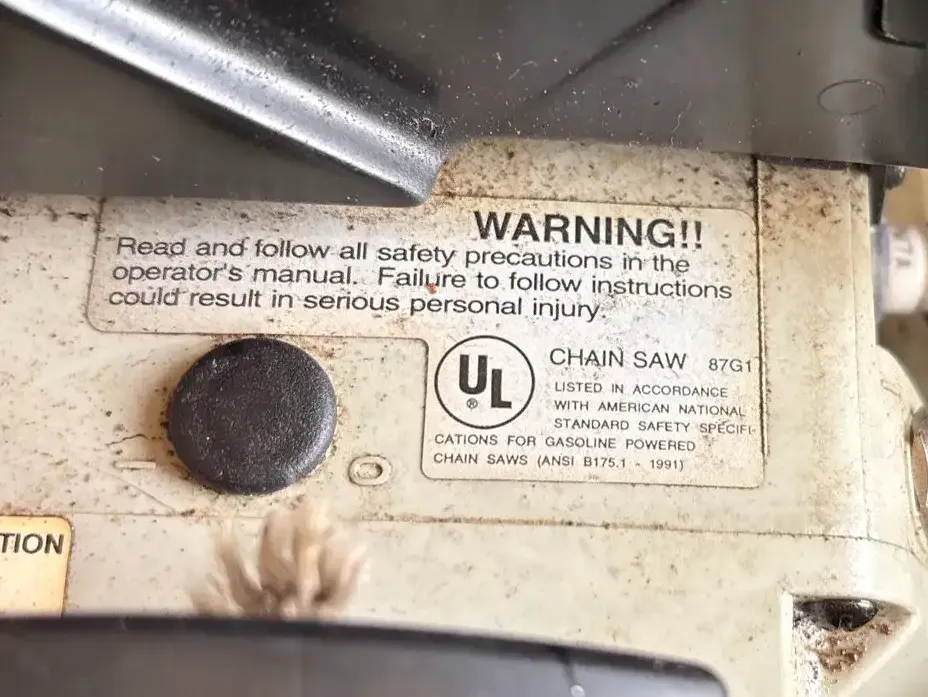 WARNING!!
Read and follow all safety precautions in the
operator's manual. Failure to follow instructions
could result in serious personal injury.
UL
®
CHAIN SAW 87G1
LISTED IN ACCORDANCE
WITH AMERICAN NATIONAL
STANDARD SAFETY SPECIFI-
CATIONS FOR GASOLINE POWERED
CHAIN SAWS (ANSI B175.1 - 1991)
TION